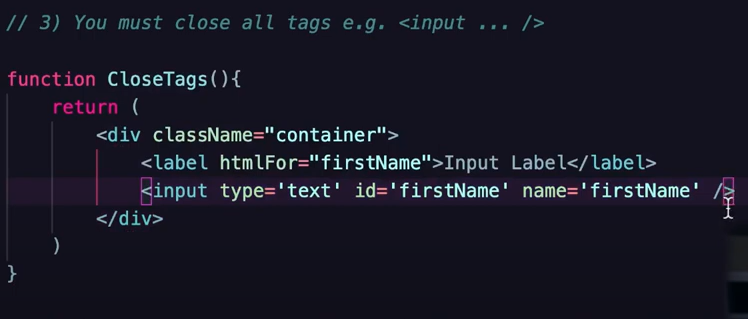 // 3) You must close all tags e.g. <input ... />
function CloseTags(){
return (
<div className="container">
<label htmlFor="firstName">Input Label</label>
<input type='text' id='firstName' name='firstName' />
</div>
)
}